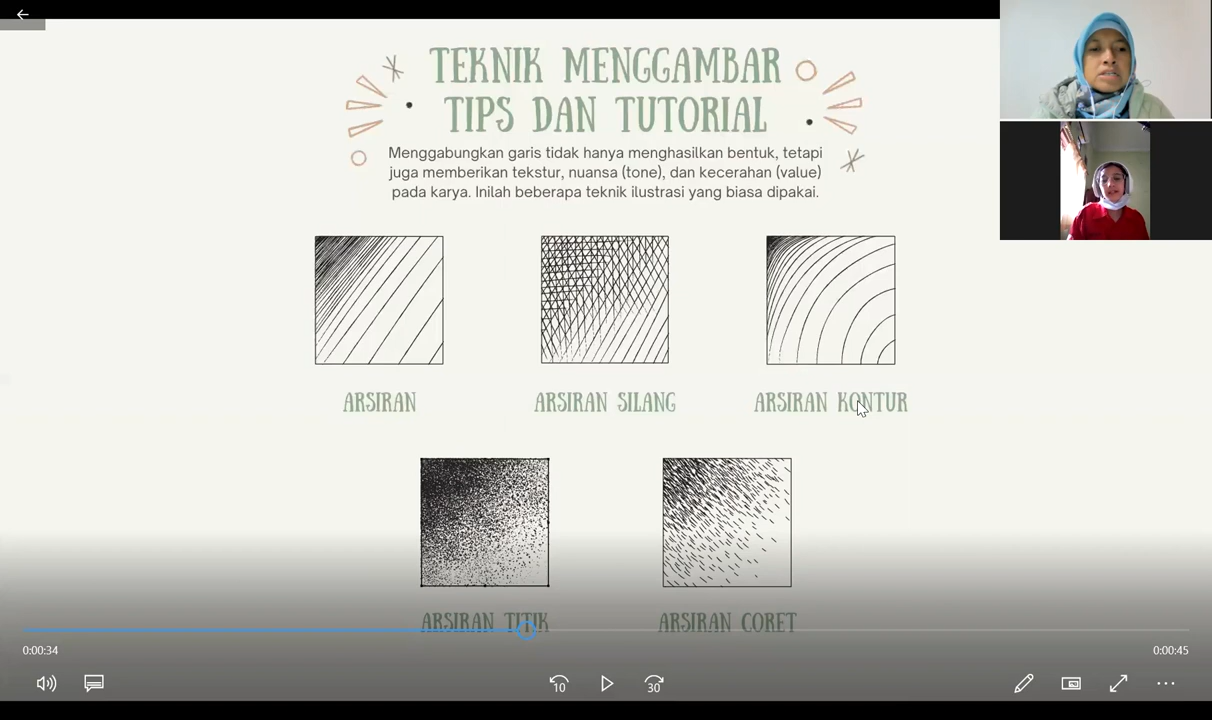 TEKNIK MENGGAMBAR
TIPS DAN TUTORIAL
Menggabungkan garis tidak hanya menghasilkan bentuk, tetapi
juga memberikan tekstur, nuansa (tone), dan kecerahan (value)
pada karya. Inilah beberapa teknik ilustrasi yang biasa dipakai.
ARSIRAN
ARSIRAN SILANG
ARSIRAN KONTUR
ARSIRAN TITIK
ARSIRAN CORET
0:00:34
0:00:45
10
30